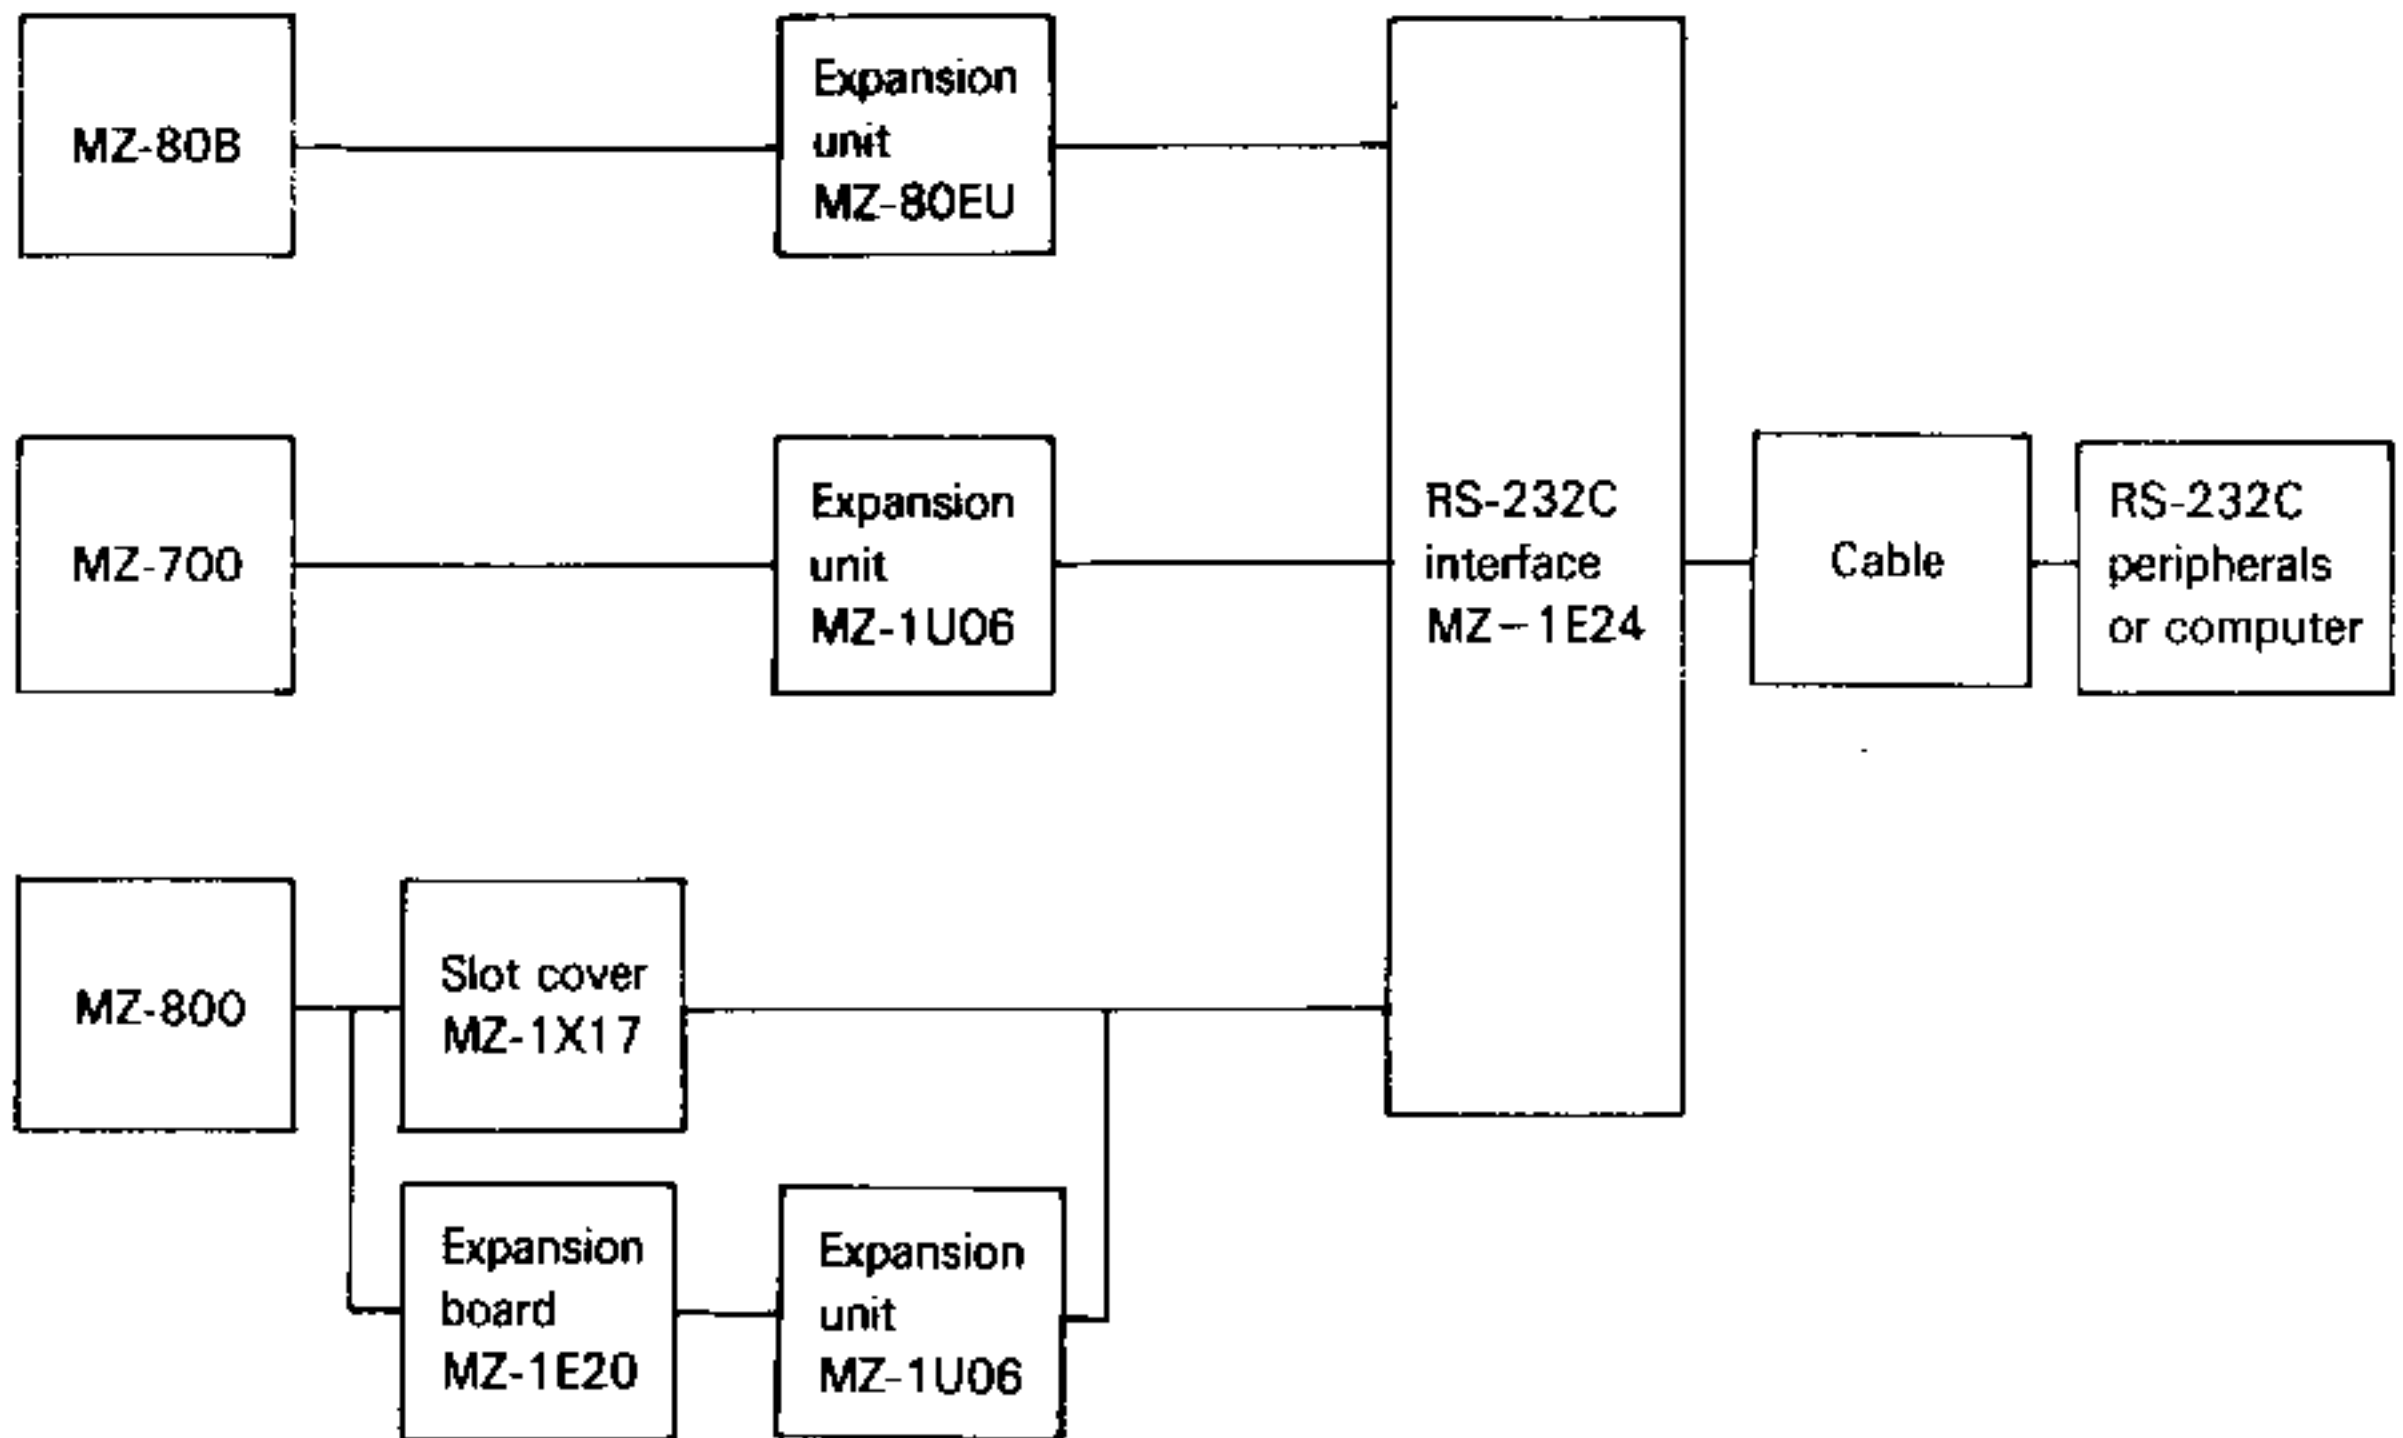 MZ-80B
Expansion
unit
MZ-80EU
MZ-700
Expansion
unit
MZ-1U06
RS-232C
interface
MZ-1E24
Cable
RS-232C
peripherals
or computer
MZ-800
Slot cover
MZ-1X17
Expansion
board
MZ-1E20
Expansion
unit
MZ-1U06